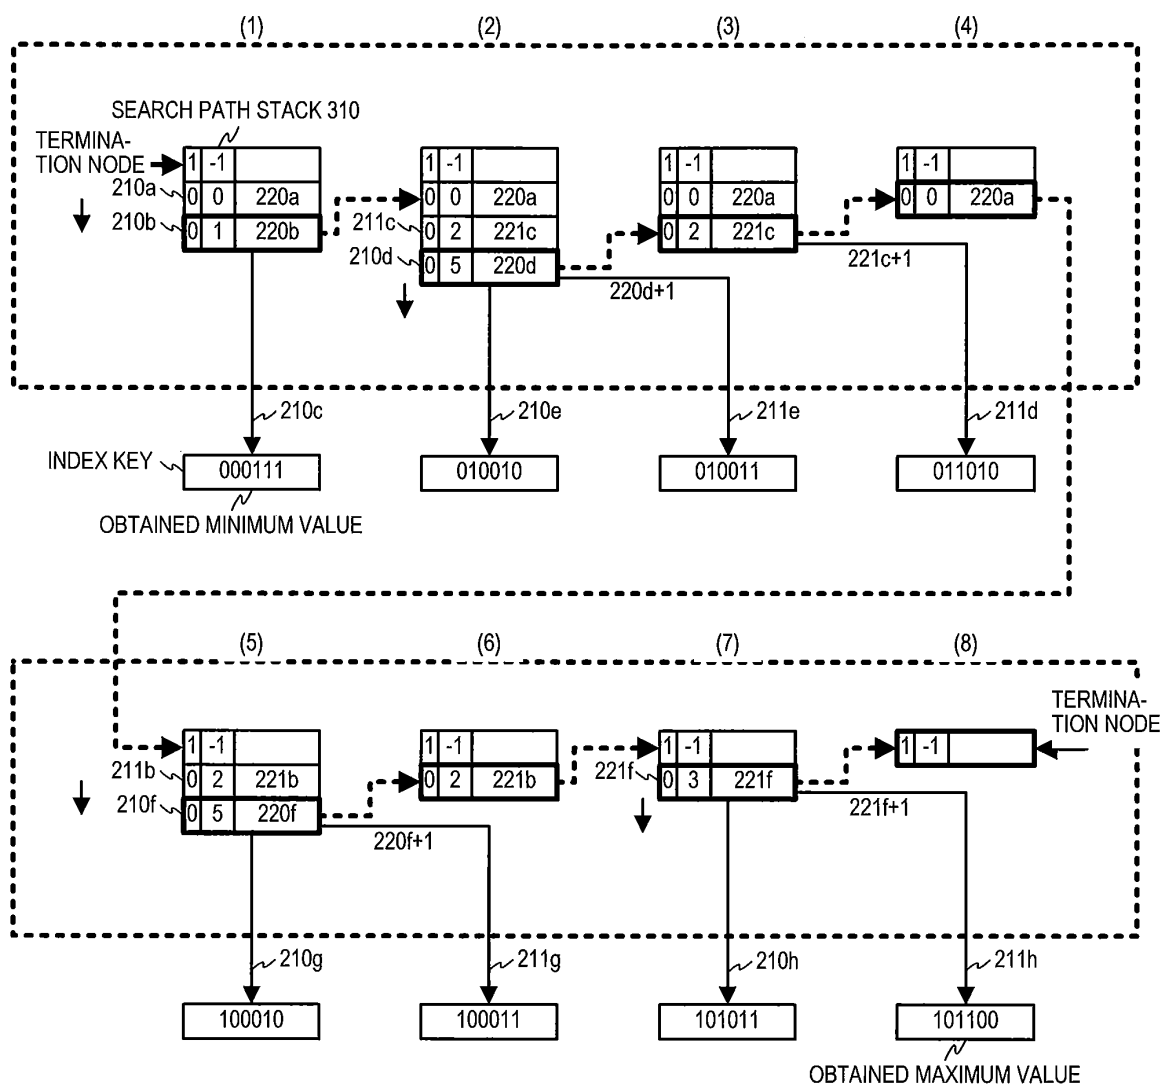 (1) (2) (3) (4)
SEARCH PATH STACK 310
TERMINA-
TION NODE
1 -1
1 -1
1 -1
1 -1
210a 0 0 220a
0 0 220a
0 0 220a
0 0 220a
210b 0 1 220b
211c 0 2 221c
0 2 221c
221c+1
210d 0 5 220d
220d+1
210c 210e 211e 211d
INDEX KEY 000111 010010 010011 011010
OBTAINED MINIMUM VALUE
(5) (6) (7) (8)
TERMINA-
TION NODE
1 -1
1 -1
1 -1
1 -1
211b 0 2 221b
0 2 221b
221f 0 3 221f
221f+1
210f 0 5 220f
220f+1
210g 211g 210h 211h
100010 100011 101011 101100
OBTAINED MAXIMUM VALUE